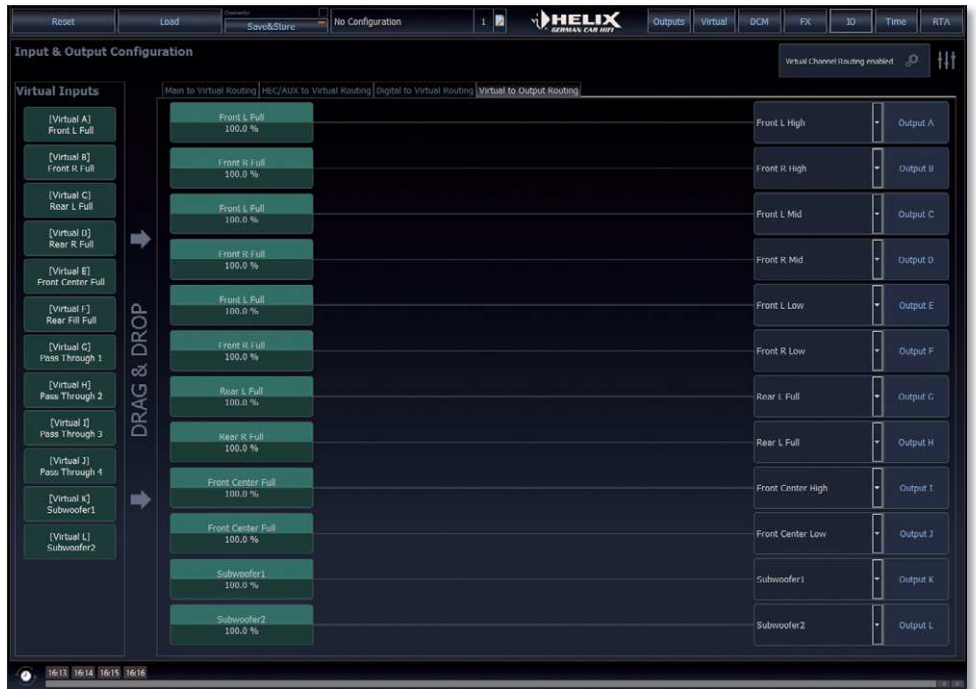 Reset
Load
Save&Store
No Configuration
1
HELIX
GERMAN CAR HIFI
Outputs
Virtual
DCM
FX
IO
Time
RTA
Input & Output Configuration
Virtual Channel Routing enabled
Virtual Inputs
Main to Virtual Routing
HEC/AUX to Virtual Routing
Digital to Virtual Routing
Virtual to Output Routing
[Virtual A]
Front L Full
[Virtual B]
Front R Full
[Virtual C]
Rear L Full
[Virtual D]
Rear R Full
[Virtual E]
Front Center Full
[Virtual F]
Rear Fill Full
[Virtual G]
Pass Through 1
[Virtual H]
Pass Through 2
[Virtual I]
Pass Through 3
[Virtual J]
Pass Through 4
[Virtual K]
Subwoofer1
[Virtual L]
Subwoofer2
DRAG & DROP
Front L Full
100.0 %
Front L High
Output A
Front R Full
100.0 %
Front R High
Output B
Front L Full
100.0 %
Front L Mid
Output C
Front R Full
100.0 %
Front R Mid
Output D
Front L Full
100.0 %
Front L Low
Output E
Front R Full
100.0 %
Front R Low
Output F
Rear L Full
100.0 %
Rear L Full
Output G
Rear R Full
100.0 %
Rear L Full
Output H
Front Center Full
100.0 %
Front Center High
Output I
Front Center Full
100.0 %
Front Center Low
Output J
Subwoofer1
100.0 %
Subwoofer1
Output K
Subwoofer2
100.0 %
Subwoofer2
Output L
16:13 16:14 16:15 16:16